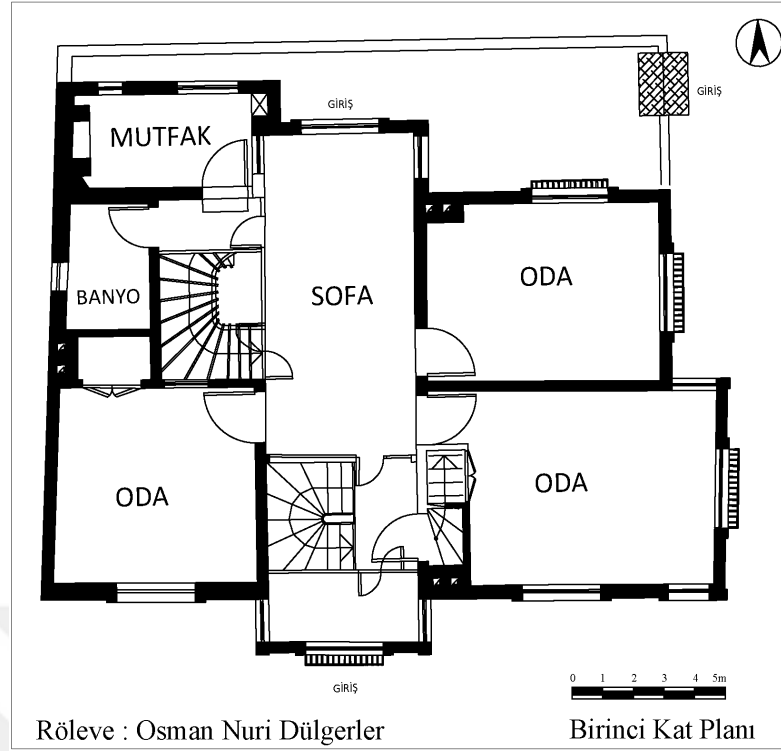 GİRİŞ
GİRİŞ
MUTFAK
BANYO
SOFA
ODA
ODA
ODA
GİRİŞ
0 1 2 3 4 5m
Röleve : Osman Nuri Dülgerler
Birinci Kat Planı